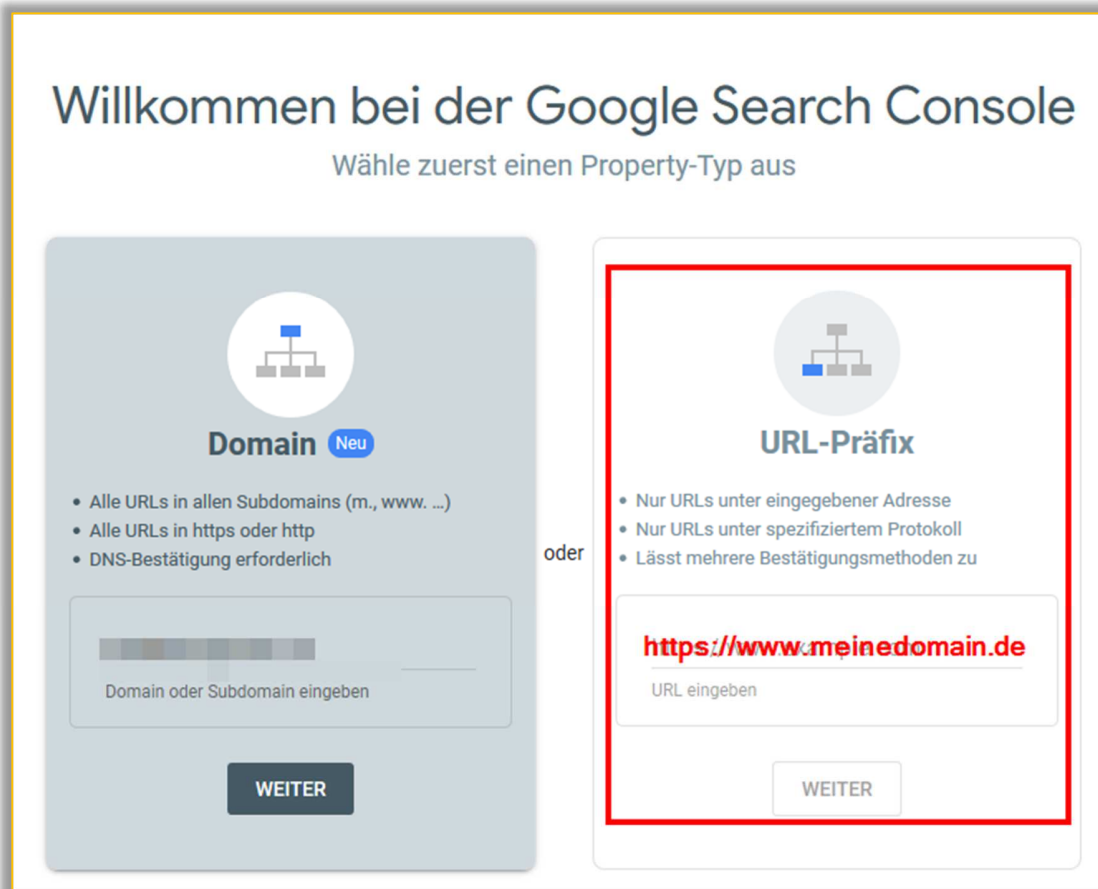 Willkommen bei der Google Search Console
Wähle zuerst einen Property-Typ aus
Domain Neu
• Alle URLs in allen Subdomains (m., www. ...)
• Alle URLs in https oder http
• DNS-Bestätigung erforderlich
Domain oder Subdomain eingeben
WEITER
oder
URL-Präfix
• Nur URLs unter eingegebener Adresse
• Nur URLs unter spezifiziertem Protokoll
• Lässt mehrere Bestätigungsmethoden zu
https://www.meinedomain.de
URL eingeben
WEITER